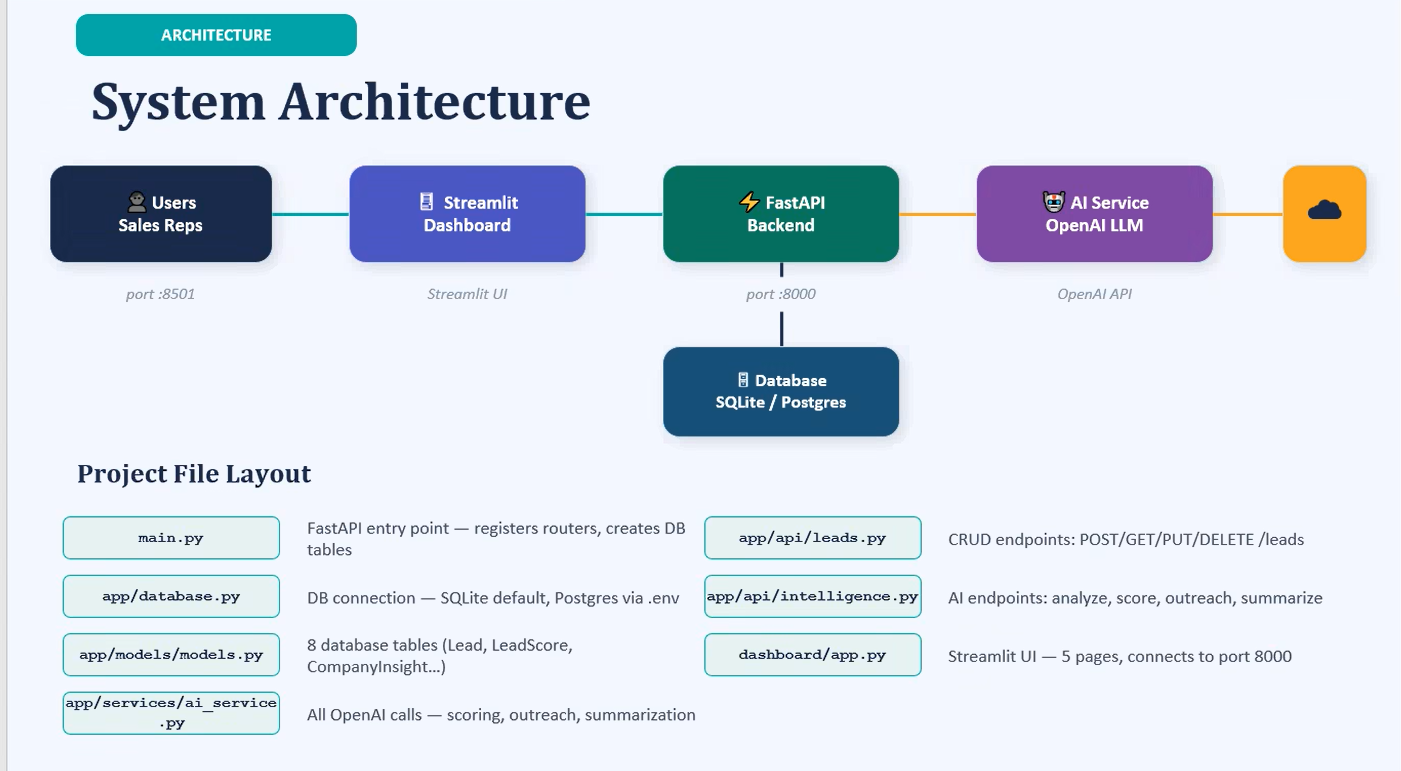 ARCHITECTURE
System Architecture
Users
Sales Reps
Streamlit
Dashboard
FastAPI
Backend
AI Service
OpenAI LLM
port :8501
Streamlit UI
port :8000
OpenAI API
Database
SQLite / Postgres
Project File Layout
main.py
FastAPI entry point — registers routers, creates DB
tables
app/api/leads.py
CRUD endpoints: POST/GET/PUT/DELETE /leads
app/database.py
DB connection — SQLite default, Postgres via .env
app/api/intelligence.py
AI endpoints: analyze, score, outreach, summarize
app/models/models.py
8 database tables (Lead, LeadScore,
CompanyInsight...)
dashboard/app.py
Streamlit UI — 5 pages, connects to port 8000
app/services/ai_service
.py
All OpenAI calls — scoring, outreach, summarization